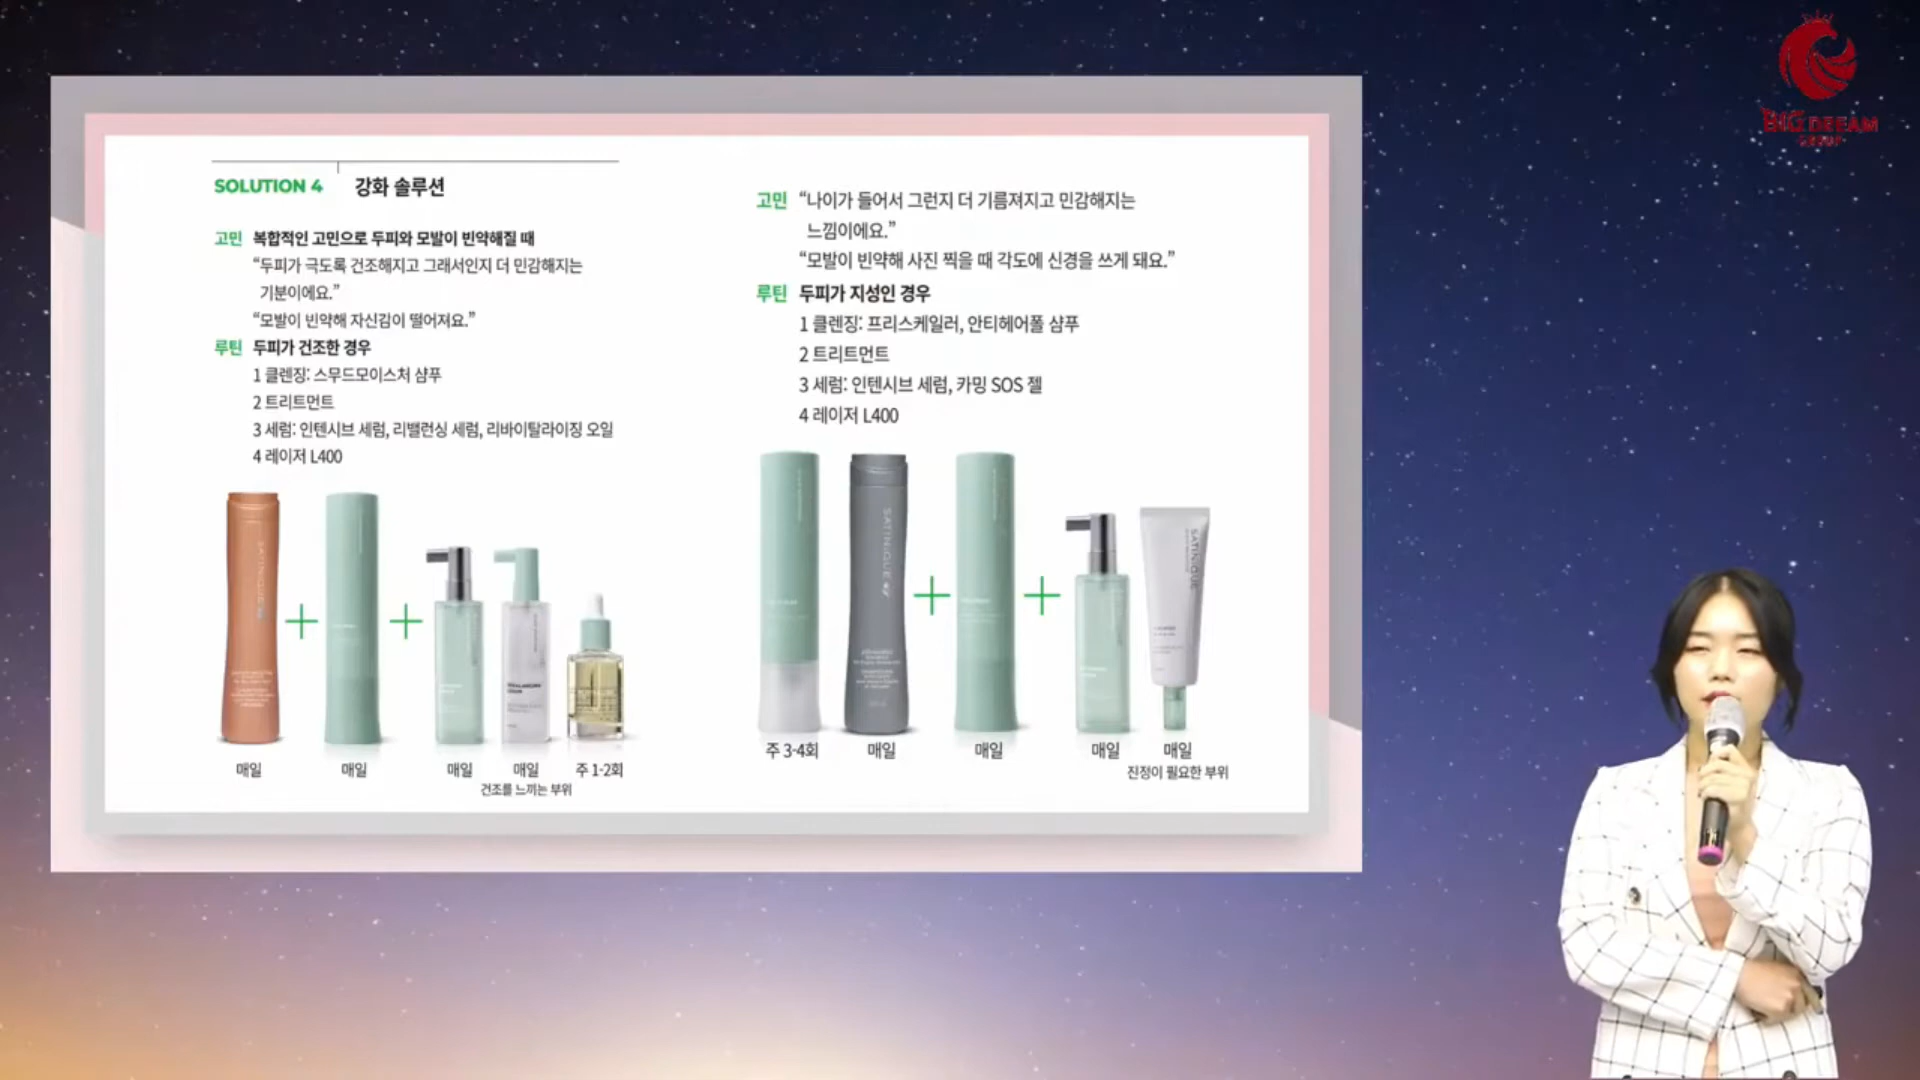 SOLUTION 4 강화 솔루션
고민 복합적인 고민으로 두피와 모발이 빈약해질 때
“두피가 극도록 건조해지고 그래서인지 더 민감해지는
기분이에요.”
“모발이 빈약해 자신감이 떨어져요.”
루틴 두피가 건조한 경우
1 클렌징: 스무드모이스처 샴푸
2 트리트먼트
3 세럼: 인텐시브 세럼, 리밸런싱 세럼, 리바이탈라이징 오일
4 레이저 L400
SATINIQUE
매일
매일
매일
매일
주 1-2회
건조를 느끼는 부위
고민 “나이가 들어서 그런지 더 기름져지고 민감해지는
느낌이에요.”
“모발이 빈약해 사진 찍을 때 각도에 신경을 쓰게 돼요.”
루틴 두피가 지성인 경우
1 클렌징: 프리스케일러, 안티헤어폴 샴푸
2 트리트먼트
3 세럼: 인텐시브 세럼, 카밍 SOS 젤
4 레이저 L400
SATINIQUE
SATINIQUE
주 3-4회
매일
매일
매일
매일
진정이 필요한 부위
BIG DREAM
GROUP